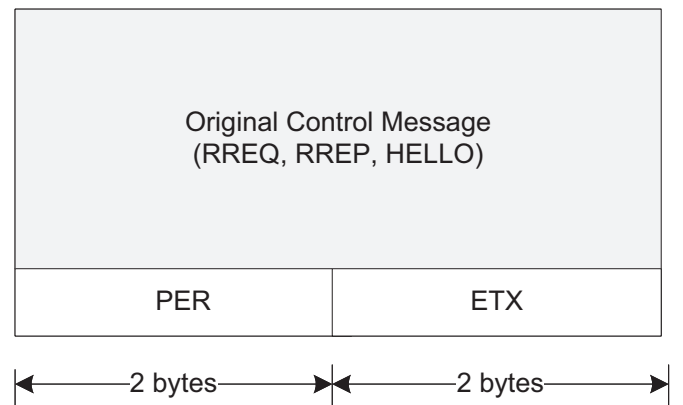 Original Control Message
(RREQ, RREP, HELLO)
PER ETX
2 bytes 2 bytes